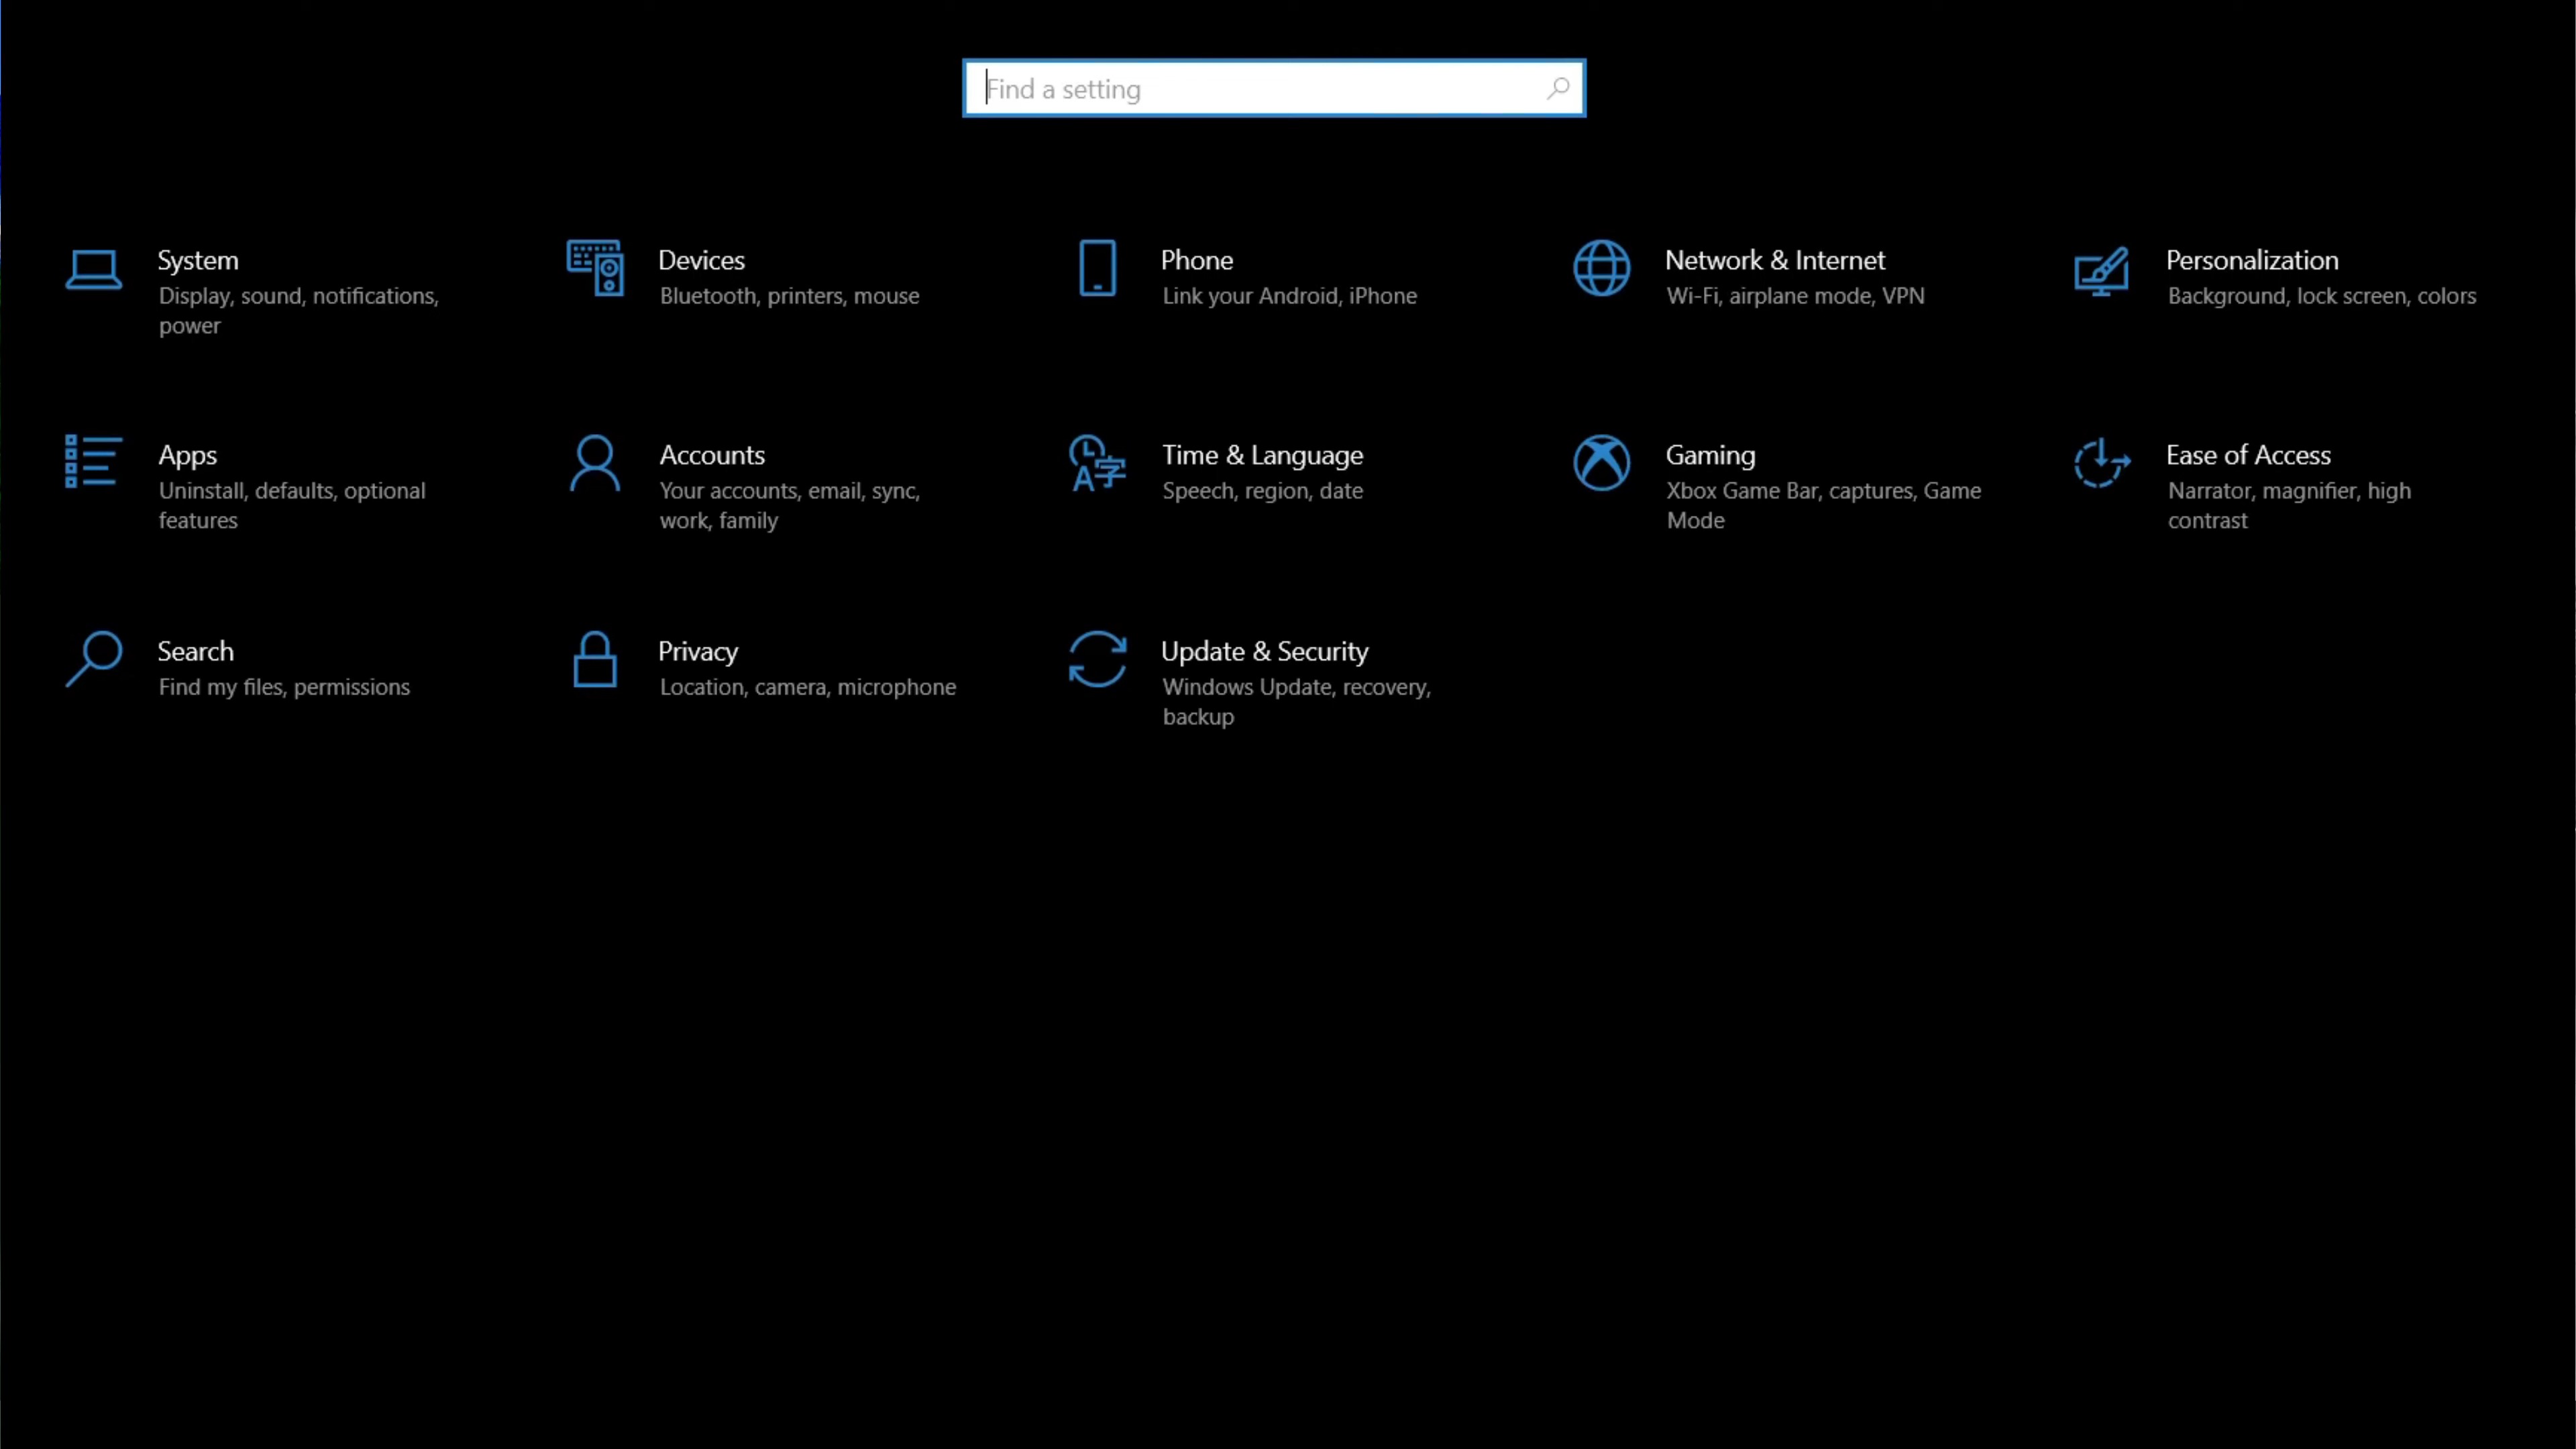 Find a setting
System
Display, sound, notifications,
power
Devices
Bluetooth, printers, mouse
Phone
Link your Android, iPhone
Network & Internet
Wi-Fi, airplane mode, VPN
Personalization
Background, lock screen, colors
Apps
Uninstall, defaults, optional
features
Accounts
Your accounts, email, sync,
work, family
Time & Language
Speech, region, date
Gaming
Xbox Game Bar, captures, Game
Mode
Ease of Access
Narrator, magnifier, high
contrast
Search
Find my files, permissions
Privacy
Location, camera, microphone
Update & Security
Windows Update, recovery,
backup